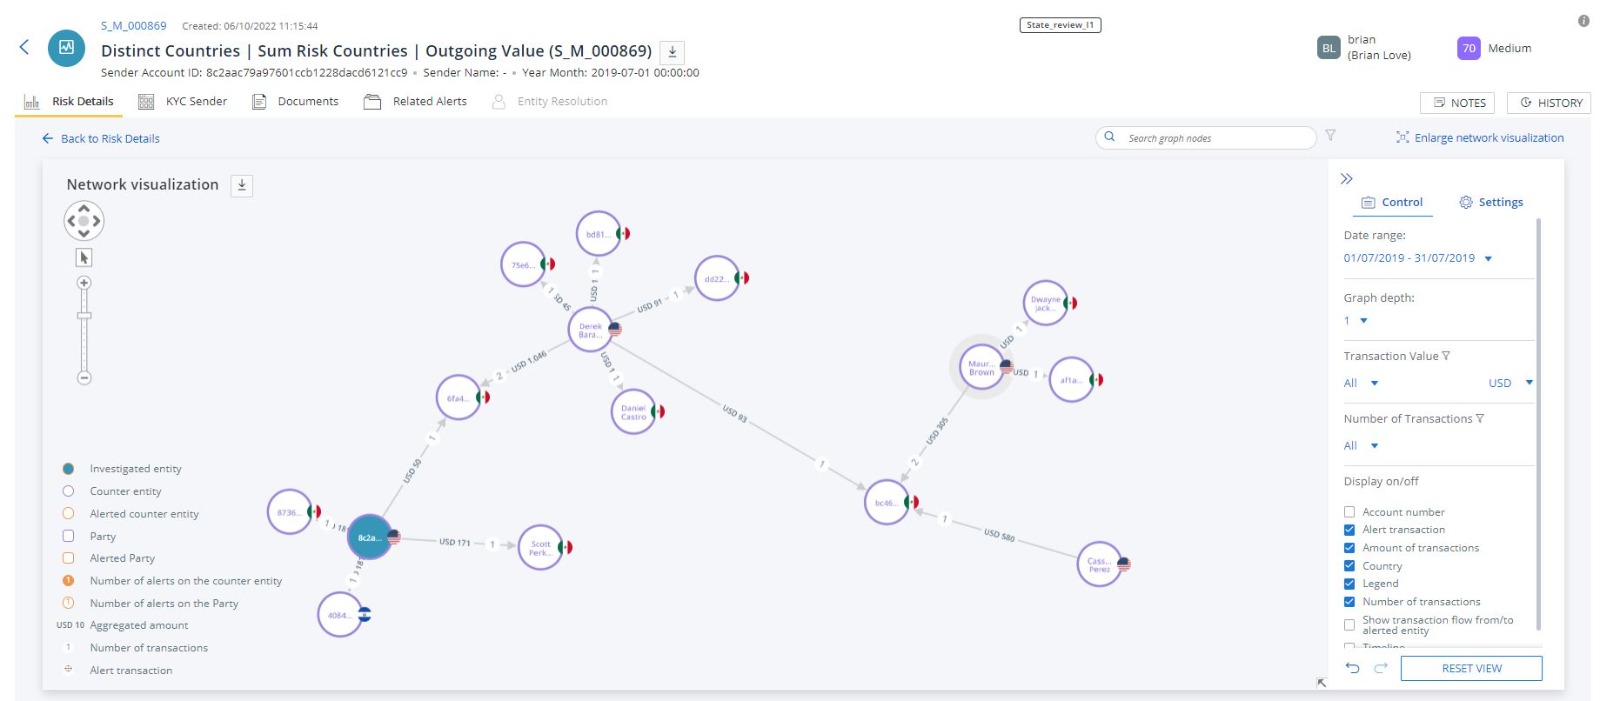 S_M_000869 Created: 06/10/2022 11:15:44
State_review_l1
Distinct Countries | Sum Risk Countries | Outgoing Value (S_M_000869)
Sender Account ID: 8c2aac79a97601ccb1228dacd6121cc9 • Sender Name: - • Year Month: 2019-07-01 00:00:00
BL
brian
(Brian Love)
70 Medium
Risk Details
KYC Sender
Documents
Related Alerts
Entity Resolution
NOTES
HISTORY
Back to Risk Details
Search graph nodes
Enlarge network visualization
Network visualization
bd81...
75e6...
dd22...
USD 1
1
1
USD 91
1
Derek
Bara...
USD 1,046
2
USD 1
1
6fa4...
Daniel
Castro
USD 93
1
Dwayne
Jack...
USD
1
Maur...
Brown
USD
1
af1a...
USD 305
2
USD 50
1
bc46...
8736...
1
8c2a...
USD 171
1
Scott
Perk...
1
USD 580
Cass...
Perez
1
4084...
Investigated entity
Counter entity
Alerted counter entity
Party
Alerted Party
1 Number of alerts on the counter entity
1 Number of alerts on the Party
USD 10 Aggregated amount
1 Number of transactions
Alert transaction
Control
Settings
Date range:
01/07/2019 - 31/07/2019
Graph depth:
1
Transaction Value
All
USD
Number of Transactions
All
Display on/off
Account number
Alert transaction
Amount of transactions
Country
Legend
Number of transactions
Show transaction flow from/to
alerted entity
Timeline
RESET VIEW